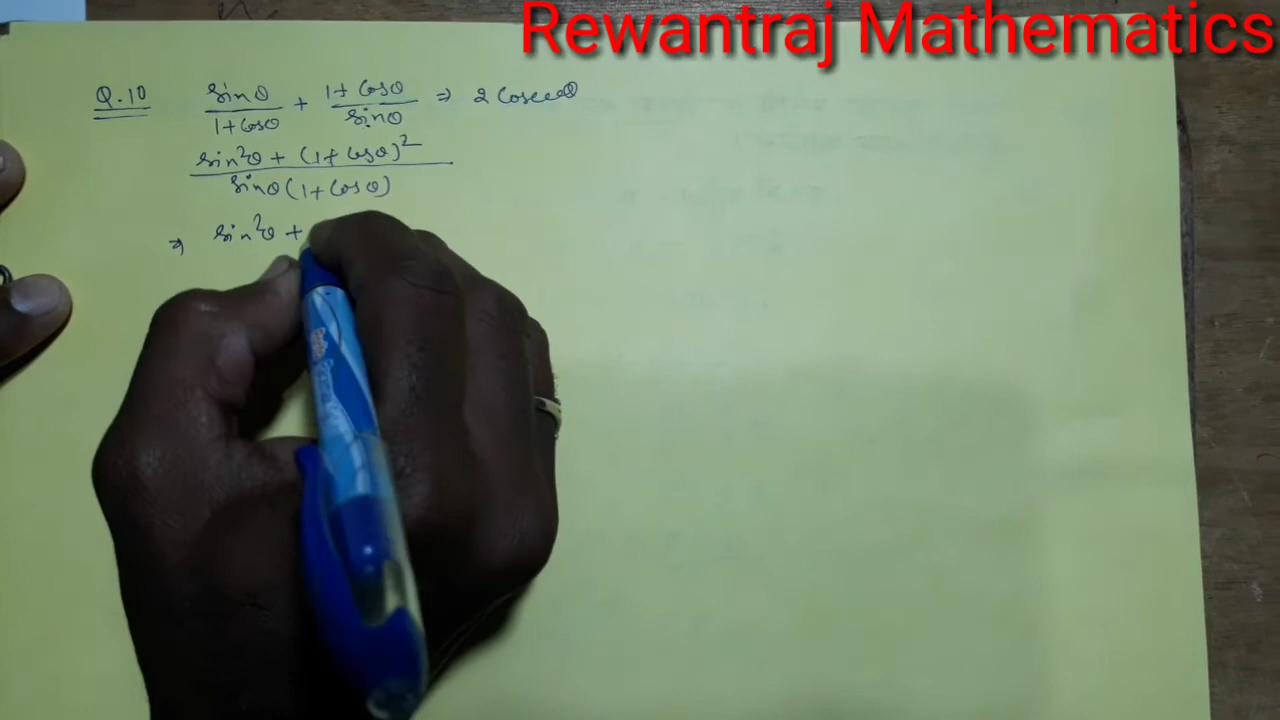 Rewantraj Mathematics
Q.10 sinθ/1+cosθ + 1+cosθ/sinθ ⇒ 2 Cosecθ
sin²θ + (1+cosθ)²/sinθ(1+cosθ)
⇒ sin²θ +